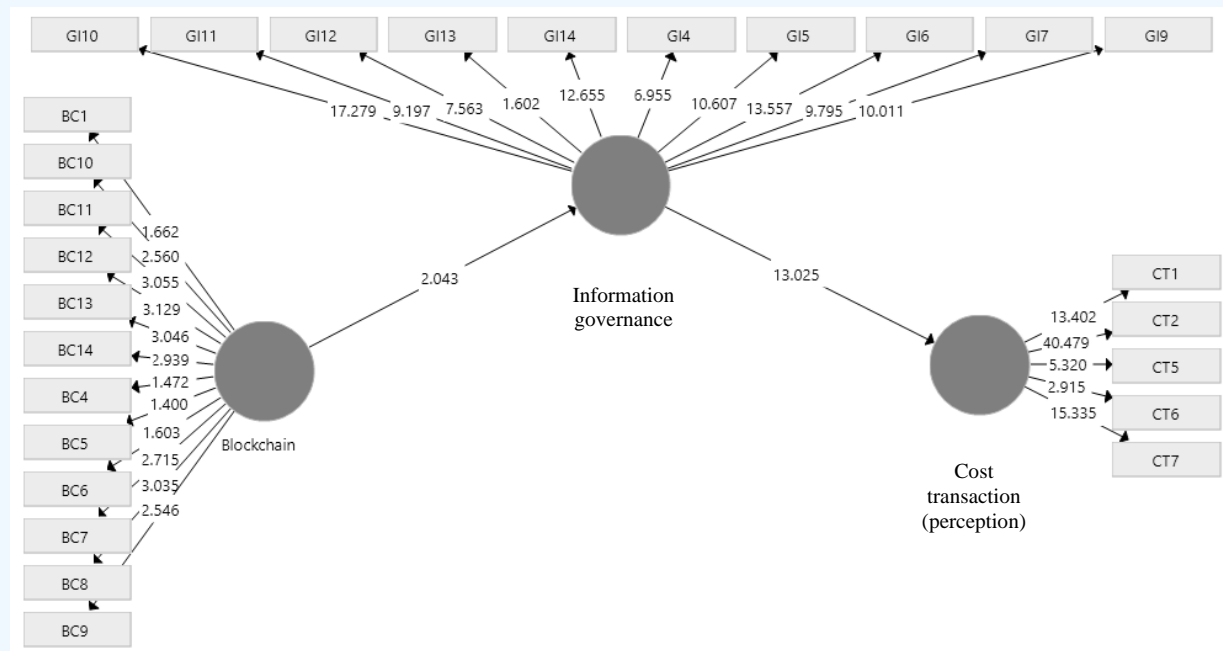 GI10 GI11 GI12 GI13 GI14 GI4 GI5 GI6 GI7 GI9
17.279 9.197 7.563 1.602 12.655 6.955 10.607 13.557 9.795 10.011
BC1
BC10
BC11
BC12
BC13
BC14
BC4
BC5
BC6
BC7
BC8
BC9
1.662
2.560
3.055
3.129
3.046
2.939
1.472
1.400
1.603
2.715
3.035
2.546
Blockchain
2.043
Information
governance
13.025
Cost
transaction
(perception)
13.402
40.479
5.320
2.915
15.335
CT1
CT2
CT5
CT6
CT7